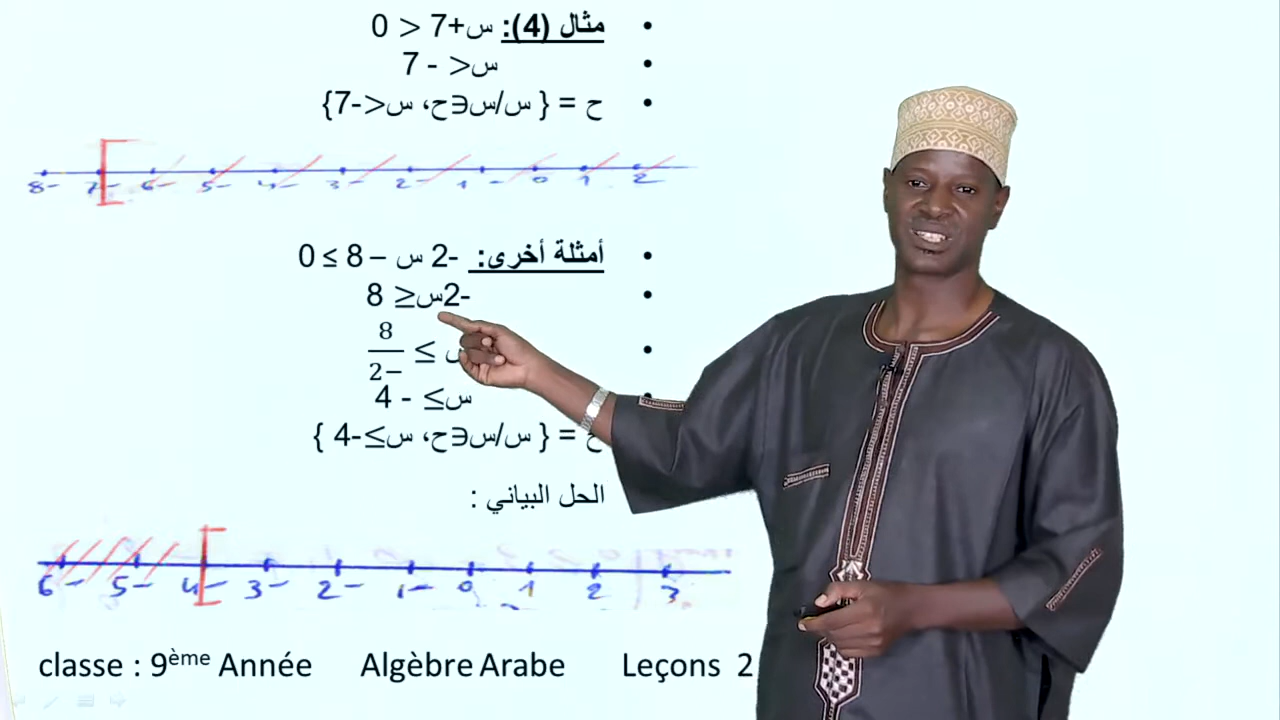 مثال (4): س+7 < 0
س< - 7
ح = { س/س∈ح، س<-7}
8- 7- 6- 5- 4- 3- 2- 1- 0 1 2
أمثلة أخرى: -2 س – 8 ≥ 0
-2س≥ 8
≤ 8/2−
س≤ - 4
= { س/س∈ح، س≤-4 }
الحل البياني :
6- 5- 4- 3- 2- 1- 0 1 2 3
classe : 9ème Année Algèbre Arabe Leçons 2